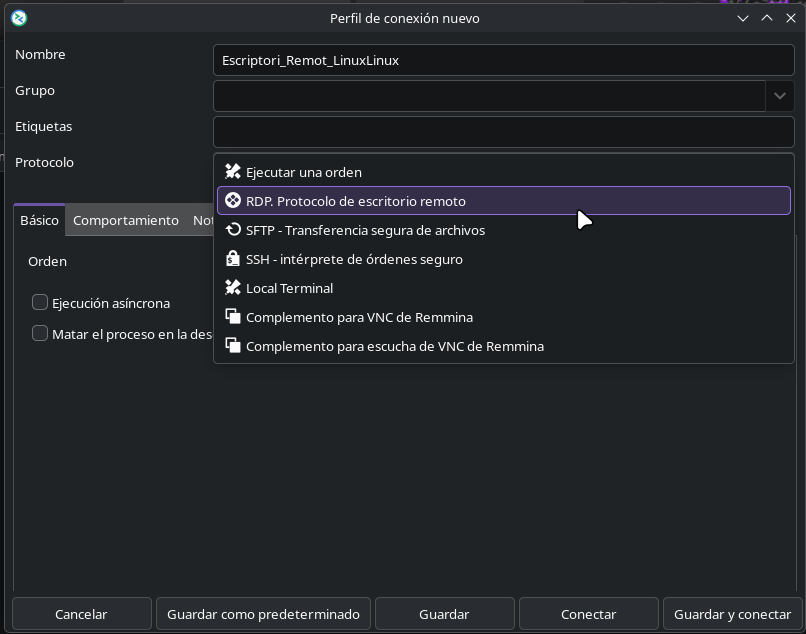 Perfil de conexión nuevo
Nombre
Escriptori_Remot_LinuxLinux
Grupo
Etiquetas
Protocolo
Ejecutar una orden
RDP. Protocolo de escritorio remoto
SFTP - Transferencia segura de archivos
SSH - intérprete de órdenes seguro
Local Terminal
Complemento para VNC de Remmina
Complemento para escucha de VNC de Remmina
Básico Comportamiento Not
Orden
Ejecución asíncrona
Matar el proceso en la des
Cancelar Guardar como predeterminado Guardar Conectar Guardar y conectar